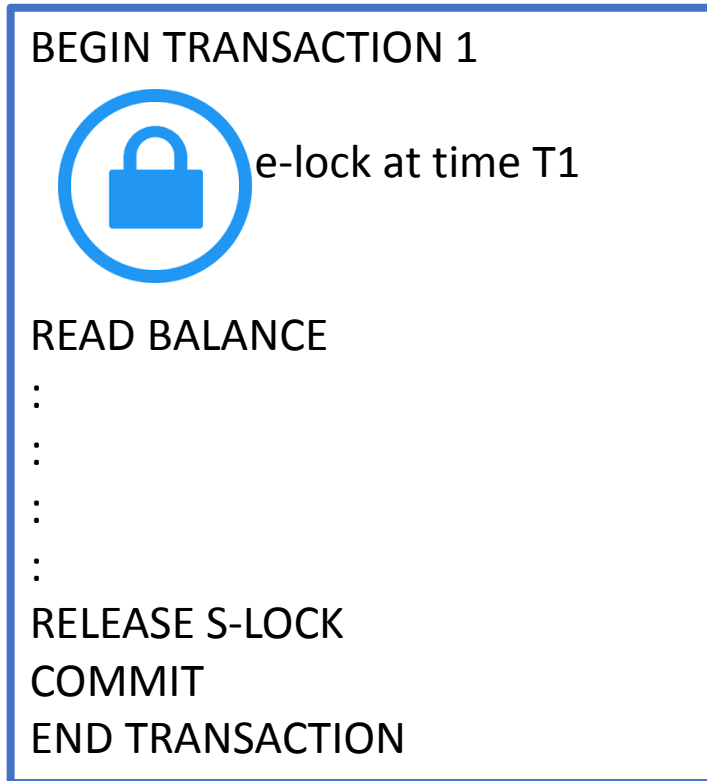 BEGIN TRANSACTION 1
e-lock at time T1
READ BALANCE
:
:
:
:
RELEASE S-LOCK
COMMIT
END TRANSACTION